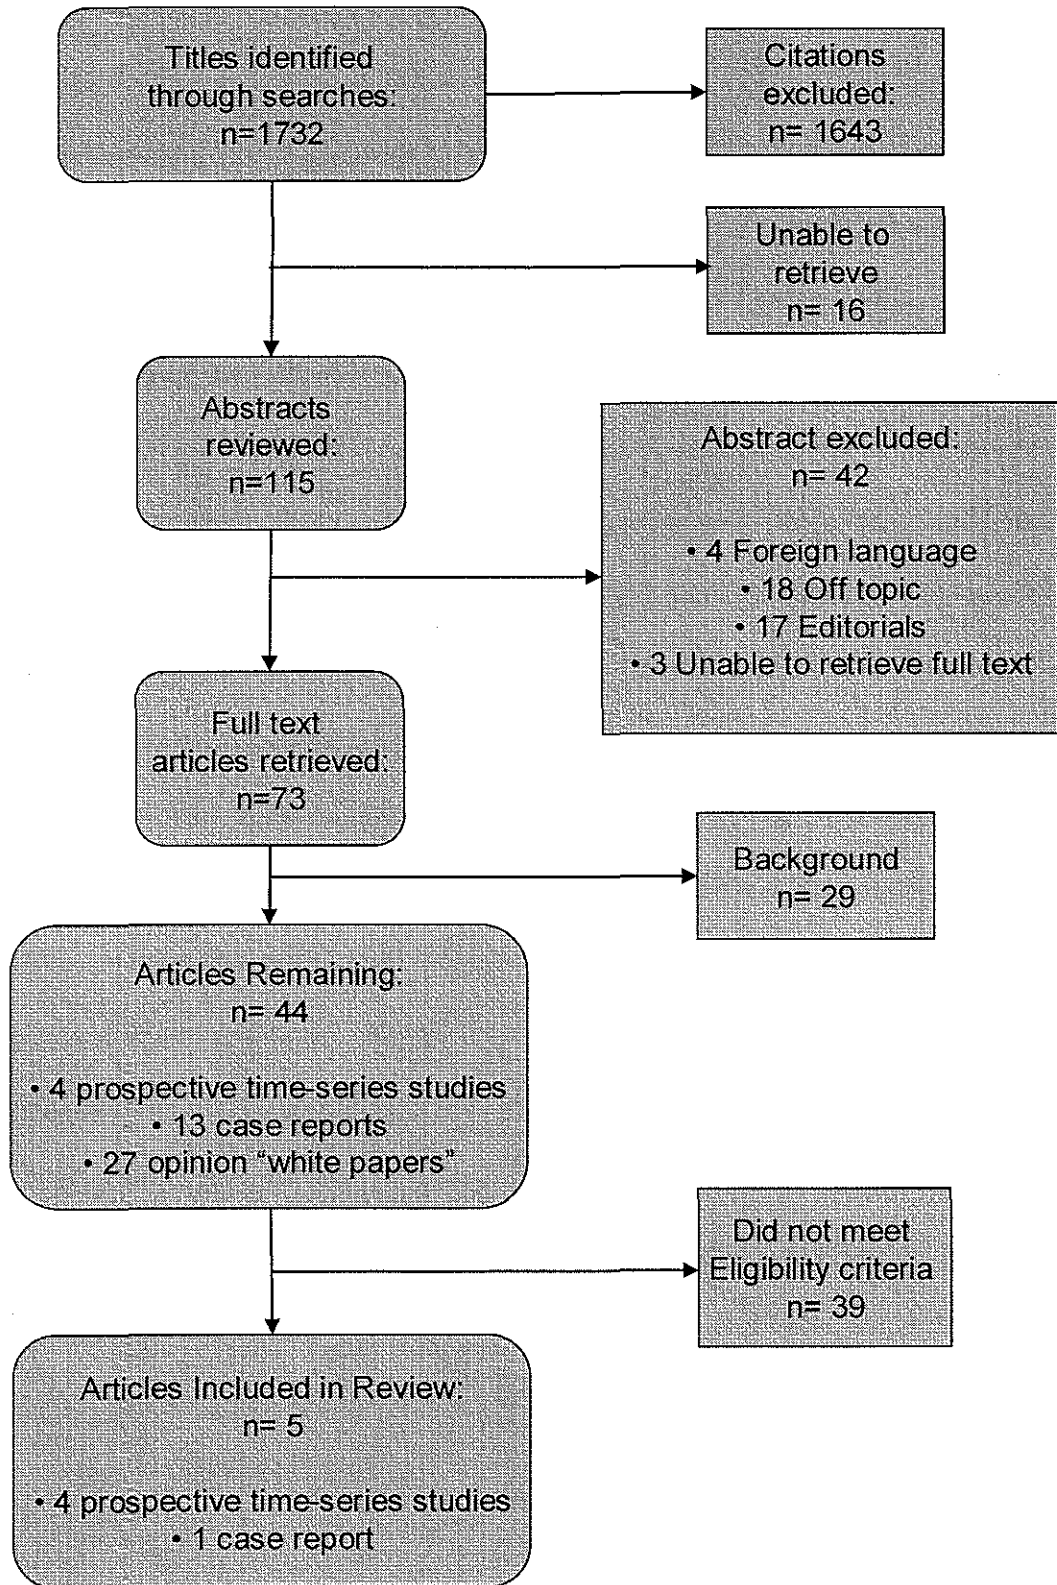 Titles identified
through searches:
n=1732
Citations
excluded:
n= 1643
Unable to
retrieve
n= 16
Abstracts
reviewed:
n=115
Abstract excluded:
n= 42
• 4 Foreign language
• 18 Off topic
• 17 Editorials
• 3 Unable to retrieve full text
Full text
articles retrieved:
n=73
Background
n= 29
Articles Remaining:
n= 44
• 4 prospective time-series studies
• 13 case reports
• 27 opinion “white papers”
Did not meet
Eligibility criteria
n= 39
Articles Included in Review:
n= 5
• 4 prospective time-series studies
• 1 case report